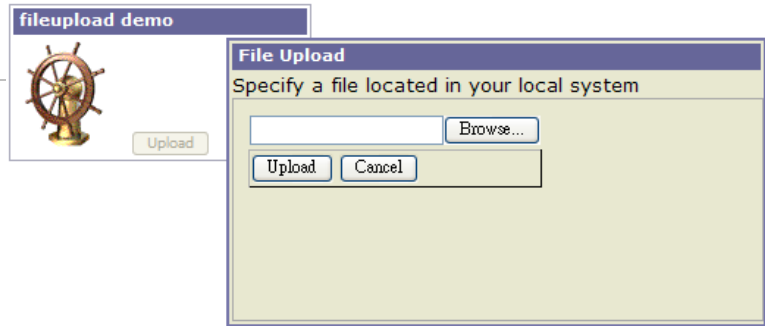 fileupload demo
Upload
File Upload
Specify a file located in your local system
Browse...
Upload Cancel